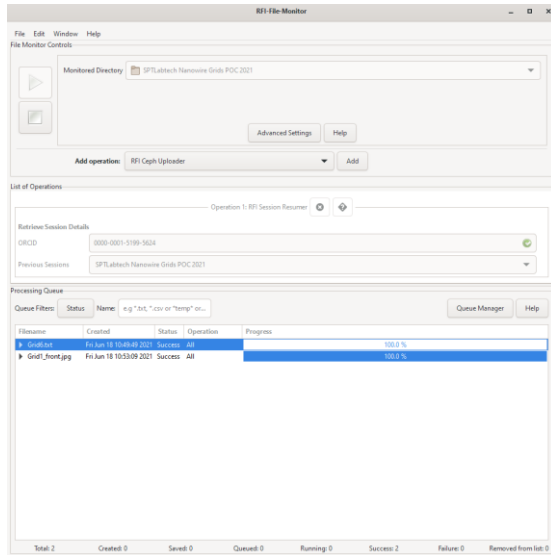 RFI-File-Monitor
File Edit Window Help
File Monitor Controls
Monitored Directory SPTLabtech Nanowire Grids POC 2021
Advanced Settings Help
Add operation: RFI Ceph Uploader Add
List of Operations
Operation 1: RFI Session Resumer
Retrieve Session Details
ORCID 0000-0001-5199-5624
Previous Sessions SPTLabtech Nanowire Grids POC 2021
Processing Queue
Queue Filters: Status Name: e.g *.txt, *.csv or *temp* or... Queue Manager Help
Filename Created Status Operation Progress
Grid6.txt Fri Jun 18 10:49:49 2021 Success All 100.0 %
Grid1_front.jpg Fri Jun 18 10:53:09 2021 Success All 100.0 %
Total: 2 Created: 0 Saved: 0 Queued: 0 Running: 0 Success: 2 Failure: 0 Removed from list: 0